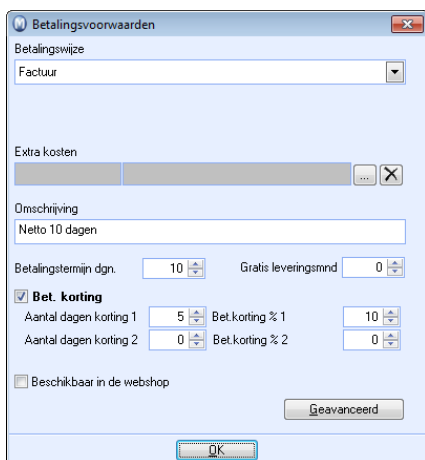 Betalingsvoorwaarden
Betalingswijze
Factuur
Extra kosten
...
Omschrijving
Netto 10 dagen
Betalingstermijn dgn. 10 Gratis leveringsmnd 0
Bet. korting
Aantal dagen korting 1 5 Bet.korting % 1 10
Aantal dagen korting 2 0 Bet.korting % 2 0
Beschikbaar in de webshop
Geavanceerd
OK